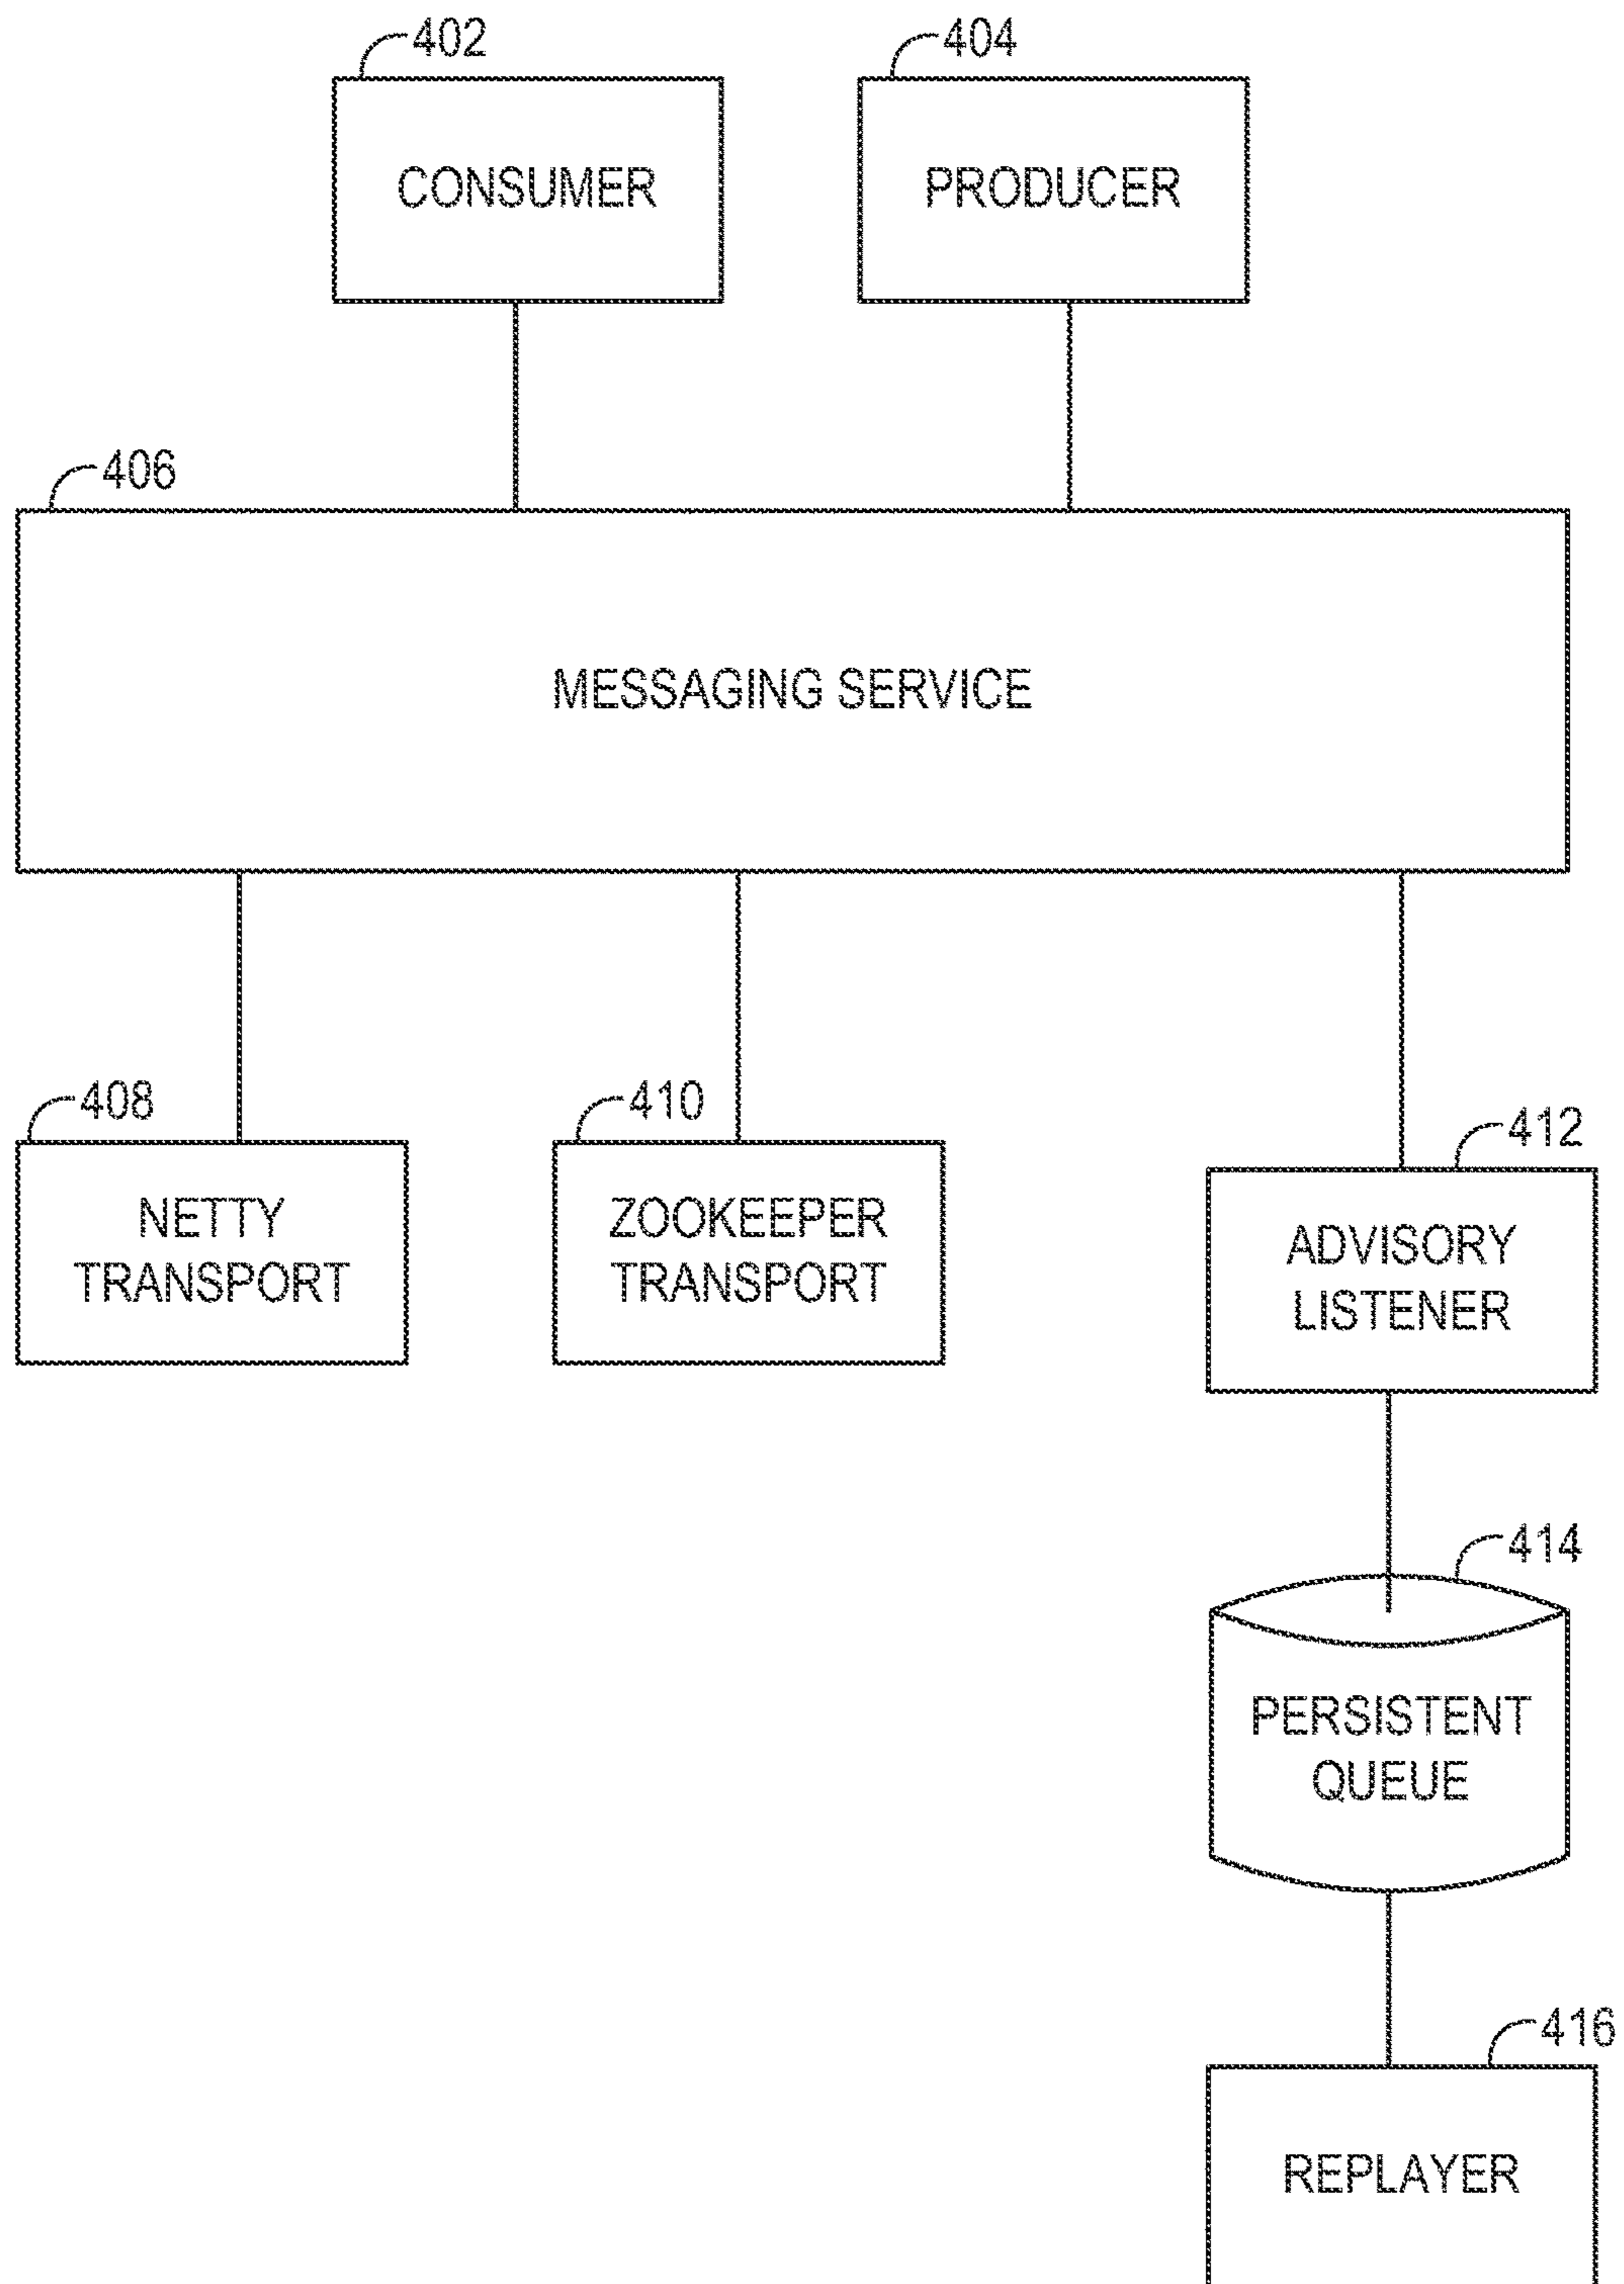 402
404
CONSUMER
PRODUCER
406
MESSAGING SERVICE
408
410
412
NETTY
TRANSPORT
ZOOKEEPER
TRANSPORT
ADVISORY
LISTENER
414
PERSISTENT
QUEUE
416
REPLAYER